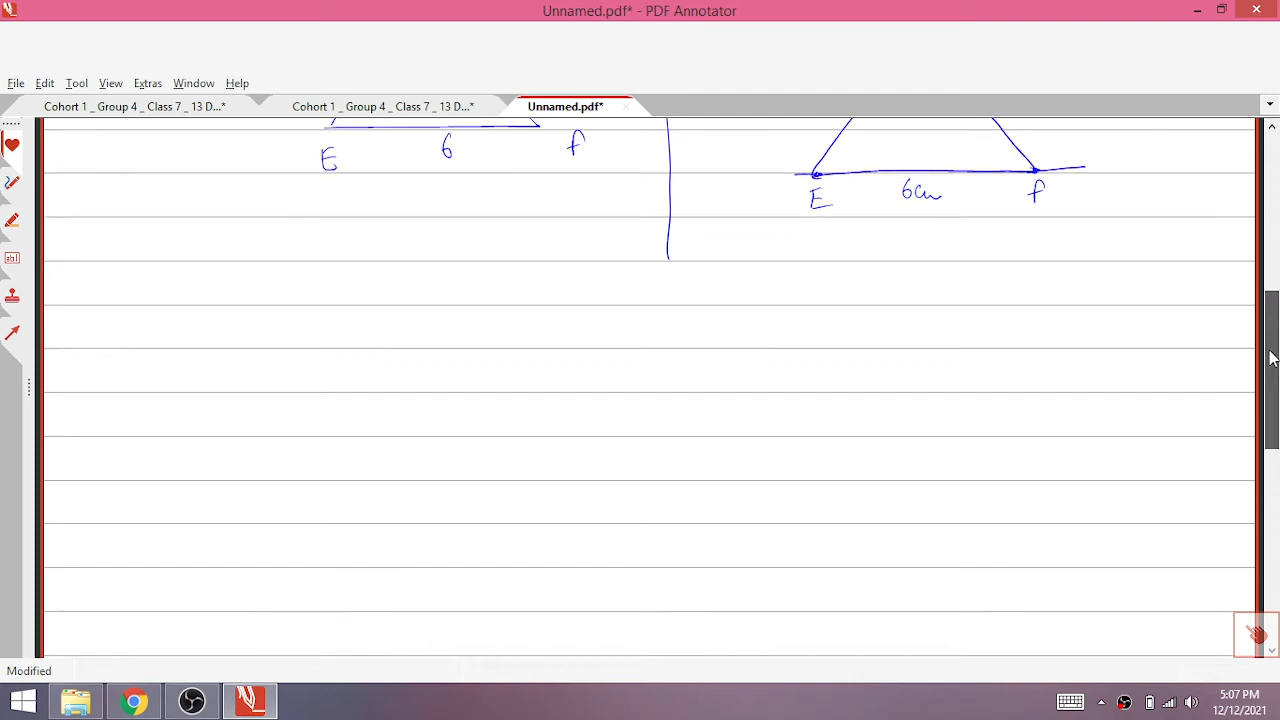 Unnamed.pdf* - PDF Annotator
File Edit Tool View Extras Window Help
Cohort 1 _ Group 4 _ Class 7 _ 13 D...* Cohort 1 _ Group 4 _ Class 7 _ 13 D...* Unnamed.pdf*
E 6 f
E 6cm f
Modified
5:07 PM
12/12/2021